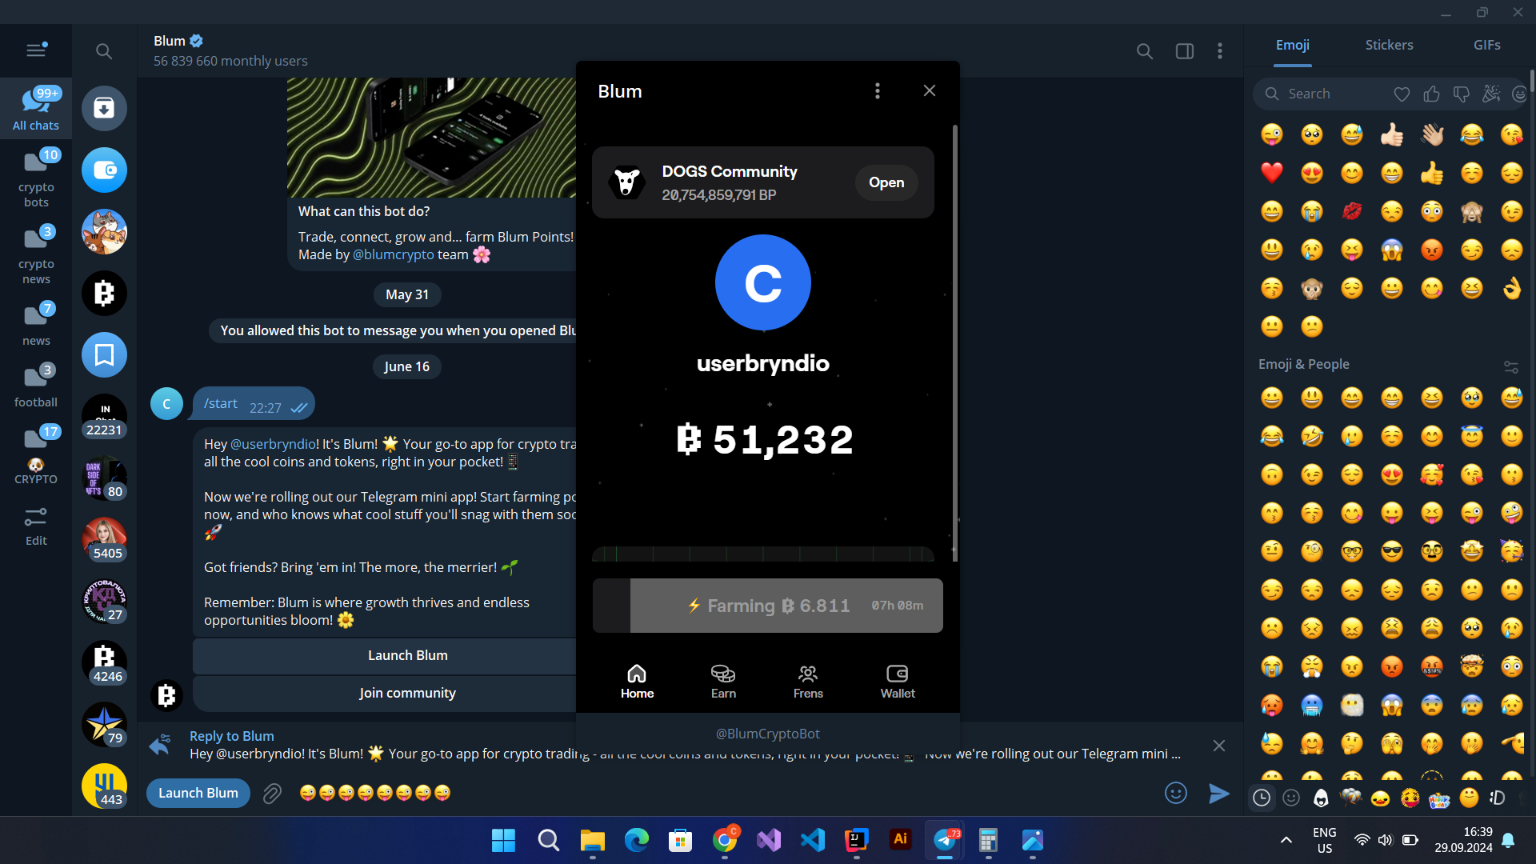 Blum
56 839 660 monthly users
99+
All chats
10
crypto
bots
3
crypto
news
7
news
3
football
17
CRYPTO
Edit
IN
22231
DARK
SIDE
OF
NFT'S
80
5405
КРИПТОВАЛЮТА
27
4246
79
443
What can this bot do?
Trade, connect, grow and... farm Blum Points!
Made by @blumcrypto team 🌸
May 31
You allowed this bot to message you when you opened
June 16
C
/start 22:27
Hey @userbryndio! It's Blum! 🌟 Your go-to app for crypto
all the cool coins and tokens, right in your pocket! 📱
Now we're rolling out our Telegram mini app! Start farming
now, and who knows what cool stuff you'll snag with them
🚀
Got friends? Bring 'em in! The more, the merrier! 🌱
Remember: Blum is where growth thrives and endless
opportunities bloom! 🌼
Launch Blum
Join community
Reply to Blum
Hey @userbryndio! It's Blum! 🌟 Your go-to app for crypto trading - all the cool coins and tokens, right in your pocket! 📱 Now we're rolling out our Telegram mini ...
Launch Blum
😜😜😜😜😜😜😜😜
Blum
DOGS Community
20,754,859,791 BP
Open
C
userbryndio
51,232
⚡ Farming 6.811 07h 08m
Home
Earn
Frens
Wallet
@BlumCryptoBot
Emoji
Stickers
GIFs
Search
Emoji & People
:D
C
Ai
73
ENG
US
16:39
29.09.2024